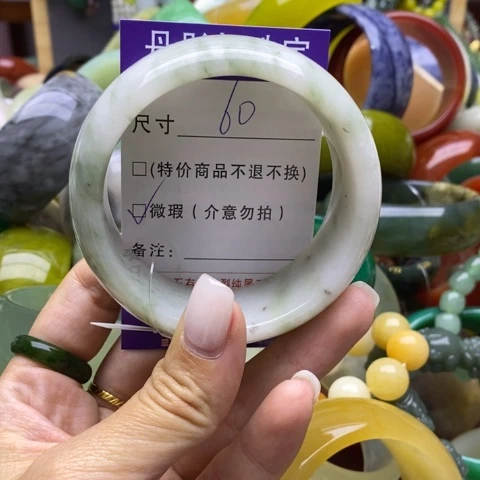 尺寸 60
□(特价商品不退不换)
☑微瑕(介意勿拍)
备注: